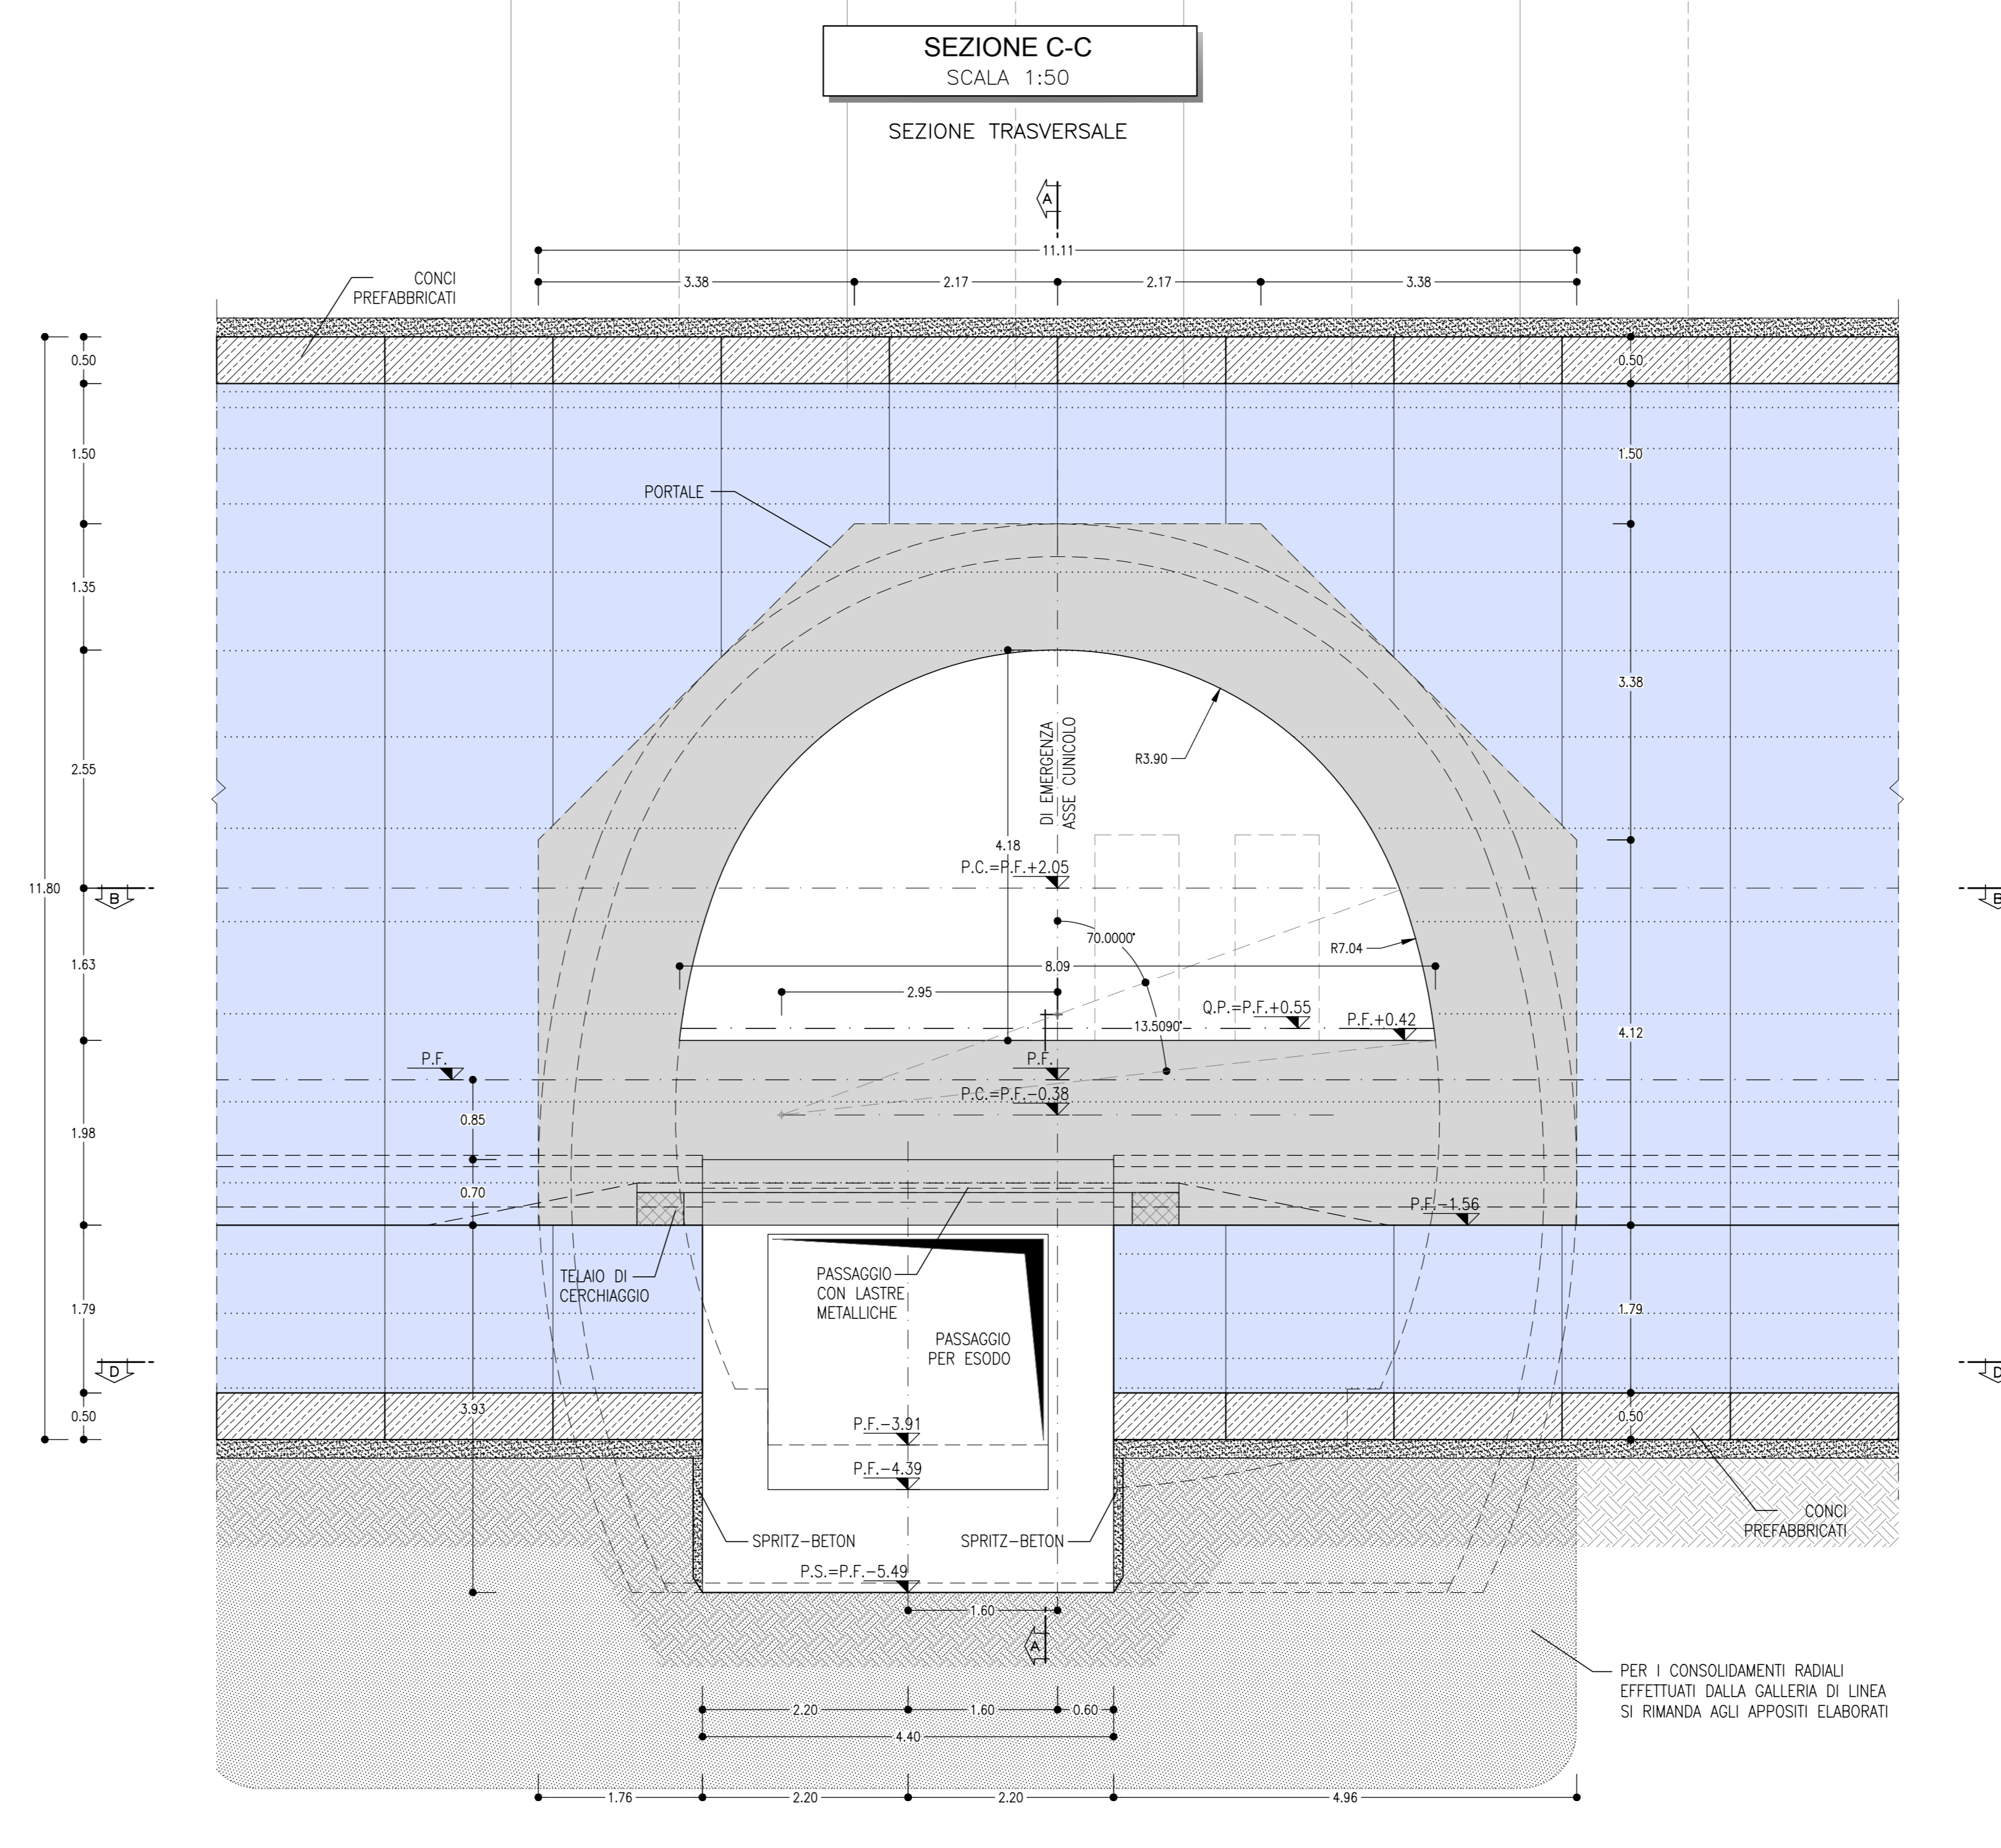 SEZIONE C-C
SCALA 1:50
SEZIONE TRASVERSALE
A
11.11
3.38
2.17
2.17
3.38
CONCI
PREFABBRICATI
0.50
0.50
1.50
1.50
PORTALE
1.35
3.38
2.55
DI EMERGENZA
ASSE CUNICOLO
R3.90
4.18
P.C.=P.F.+2.05
11.80
B
B
70.0000°
R7.04
1.63
8.09
2.95
Q.P.=P.F.+0.55
P.F.+0.42
13.5090°
4.12
P.F.
P.F.
P.C.=P.F.-0.38
0.85
1.98
0.70
P.F.-1.56
TELAIO DI
CERCHIAGGIO
PASSAGGIO
CON LASTRE
METALLICHE
1.79
1.79
PASSAGGIO
PER ESODO
D
D
3.93
0.50
0.50
P.F.-3.91
P.F.-4.39
CONCI
PREFABBRICATI
SPRITZ-BETON
SPRITZ-BETON
P.S.=P.F.-5.49
1.60
A
PER I CONSOLIDAMENTI RADIALI
EFFETTUATI DALLA GALLERIA DI LINEA
SI RIMANDA AGLI APPOSITI ELABORATI
2.20
1.60
0.60
4.40
1.76
2.20
2.20
4.96